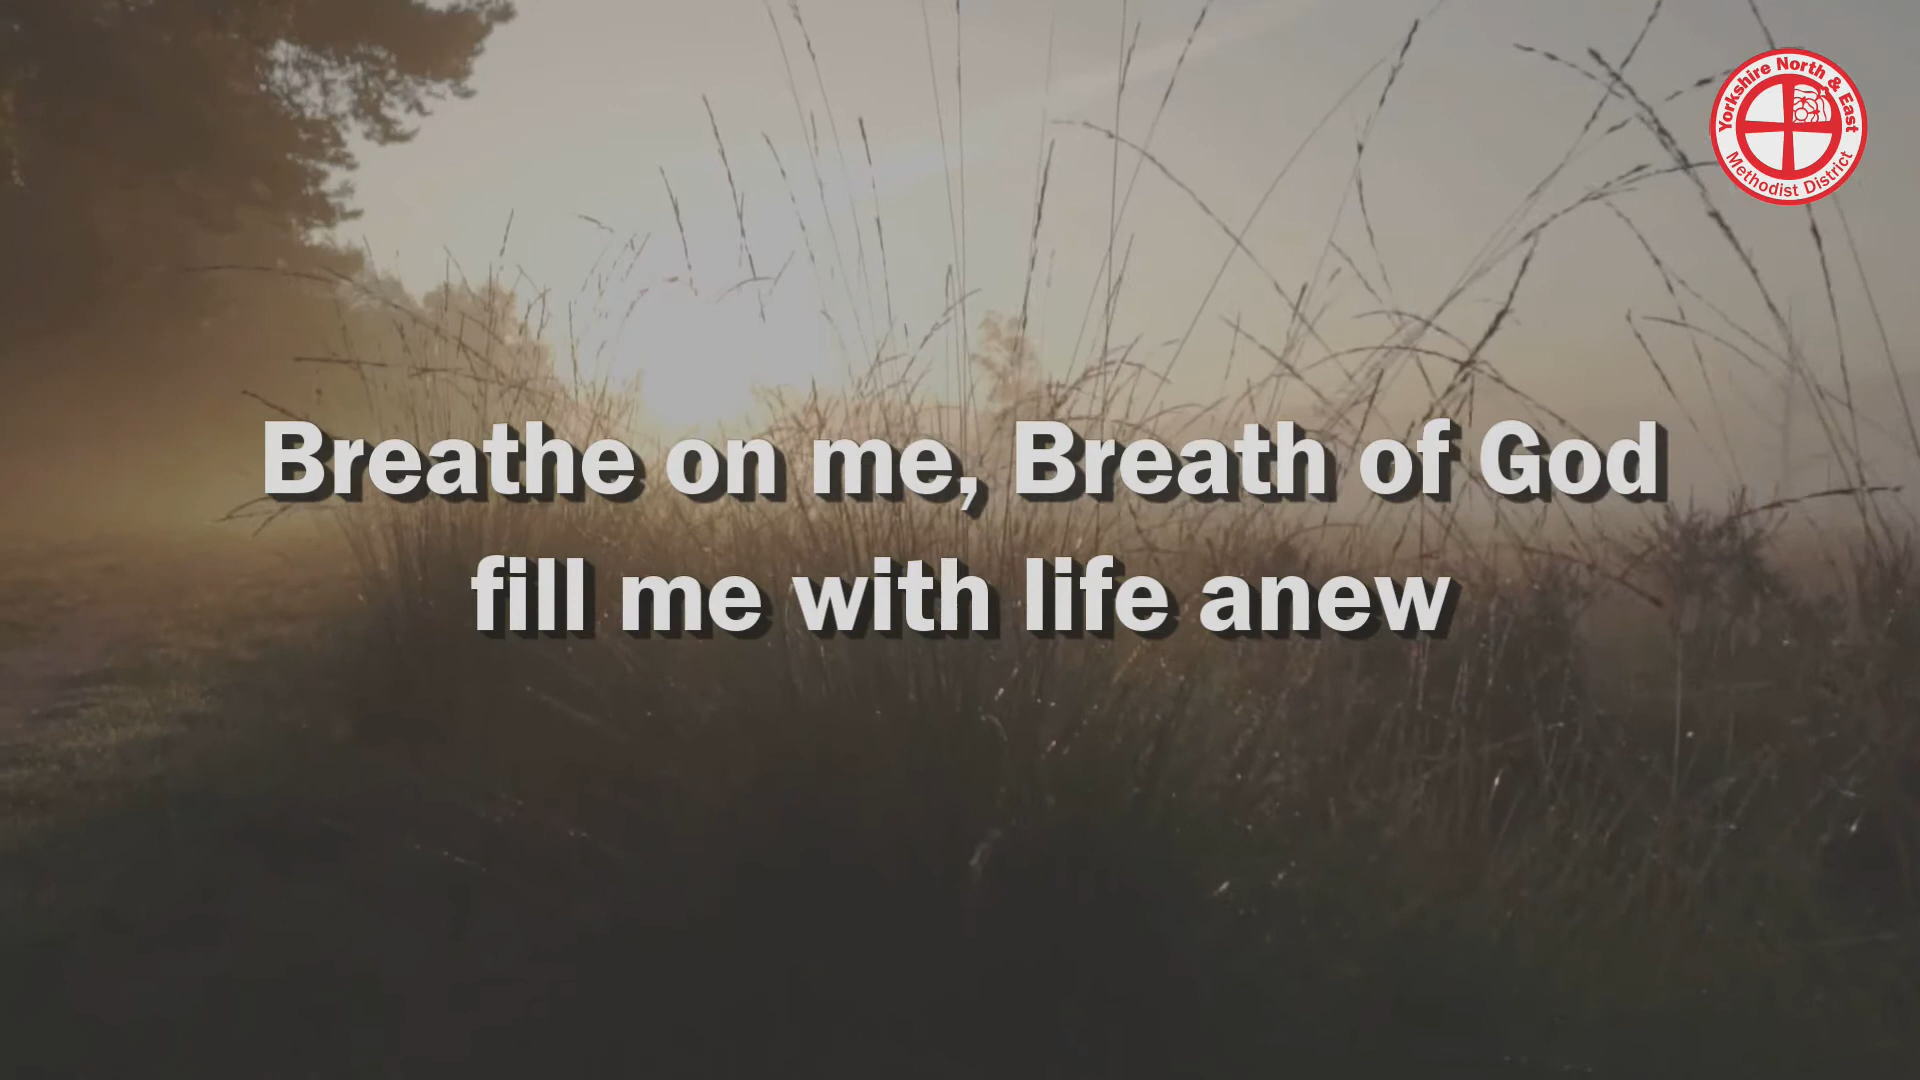 Yorkshire North & East
Methodist District
Breathe on me, Breath of God
fill me with life anew